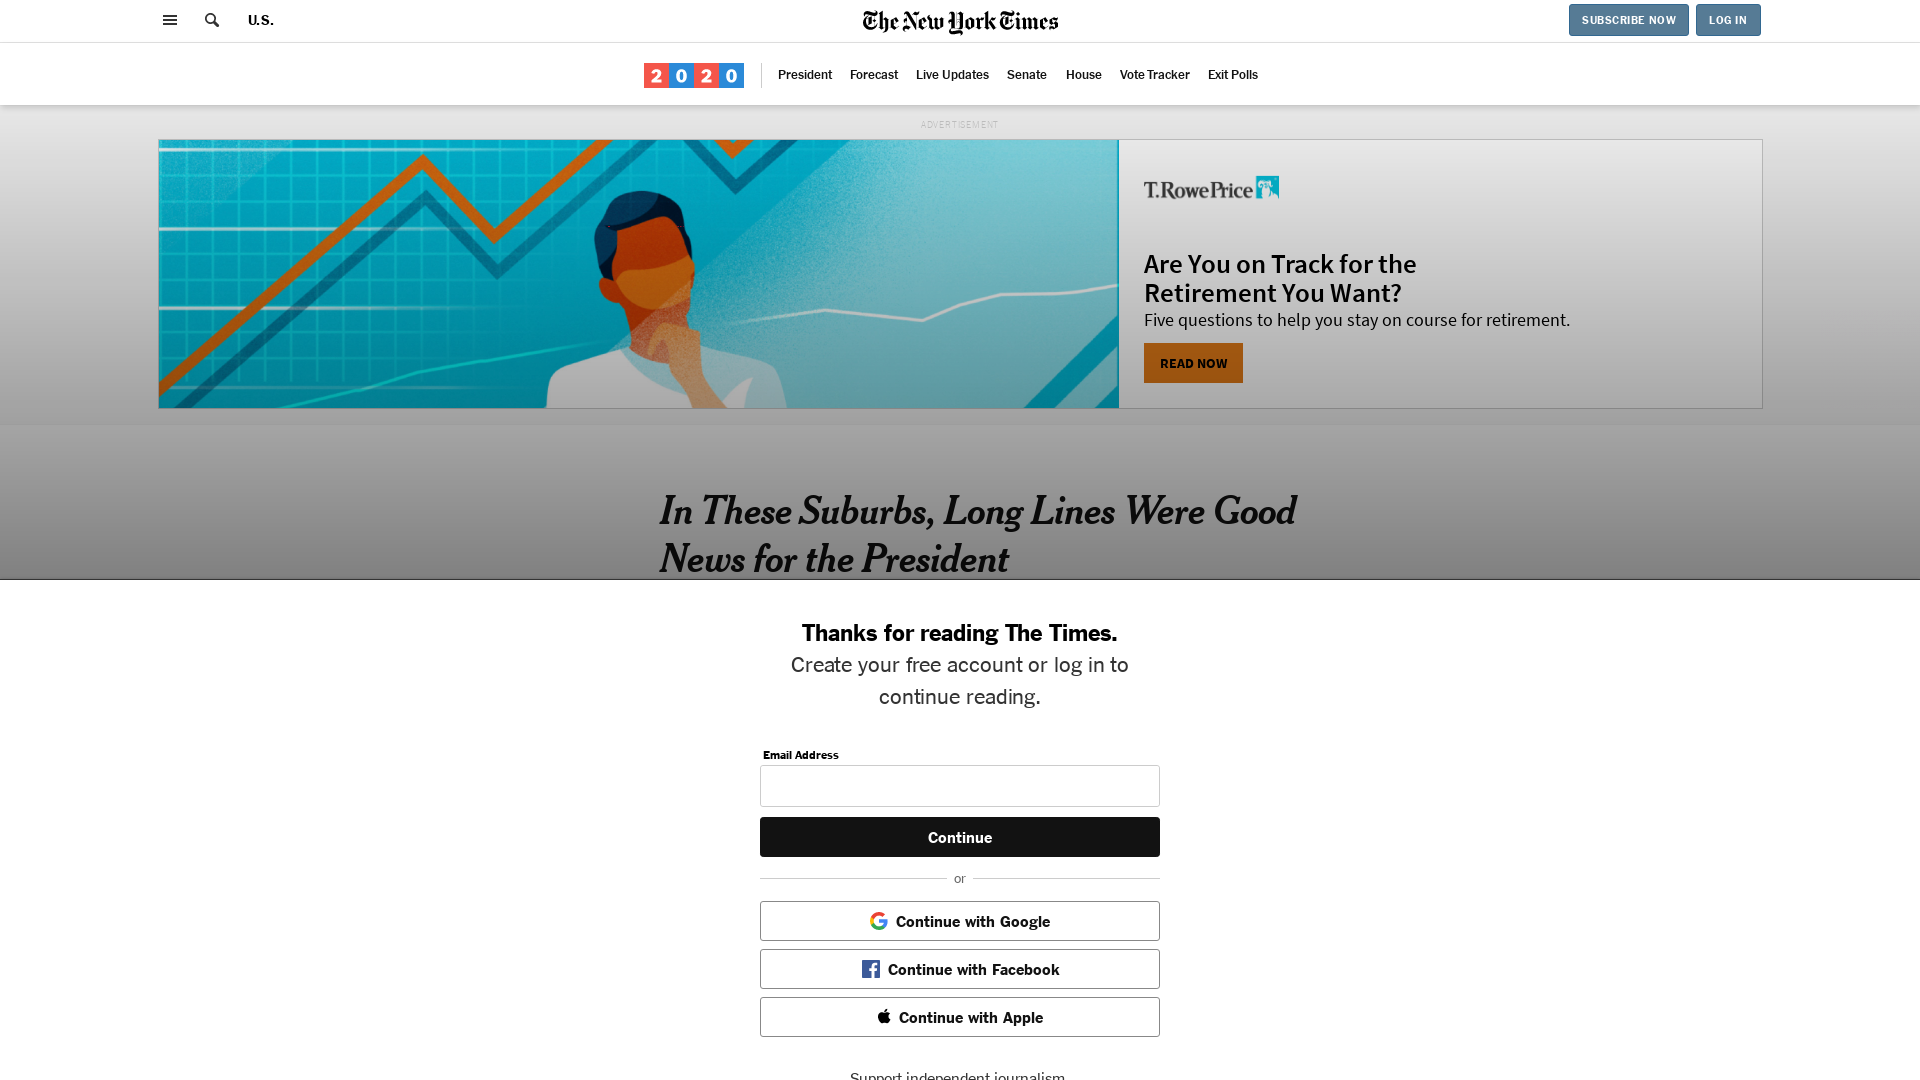 U.S.
The New York Times
SUBSCRIBE NOW
LOG IN
2020
President
Forecast
Live Updates
Senate
House
Vote Tracker
Exit Polls
ADVERTISEMENT
T.RowePrice
Are You on Track for the
Retirement You Want?
Five questions to help you stay on course for retirement.
READ NOW
In These Suburbs, Long Lines Were Good
News for the President
Thanks for reading The Times.
Create your free account or log in to
continue reading.
Email Address
Continue
or
Continue with Google
Continue with Facebook
Continue with Apple
Support independent journalism